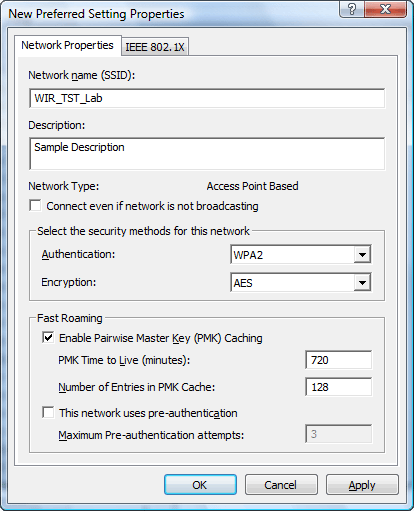 New Preferred Setting Properties
Network Properties
IEEE 802.1X
Network name (SSID):
WIR_TST_Lab
Description:
Sample Description
Network Type: Access Point Based
Connect even if network is not broadcasting
Select the security methods for this network
Authentication: WPA2
Encryption: AES
Fast Roaming
Enable Pairwise Master Key (PMK) Caching
PMK Time to Live (minutes): 720
Number of Entries in PMK Cache: 128
This network uses pre-authentication
Maximum Pre-authentication attempts: 3
OK Cancel Apply